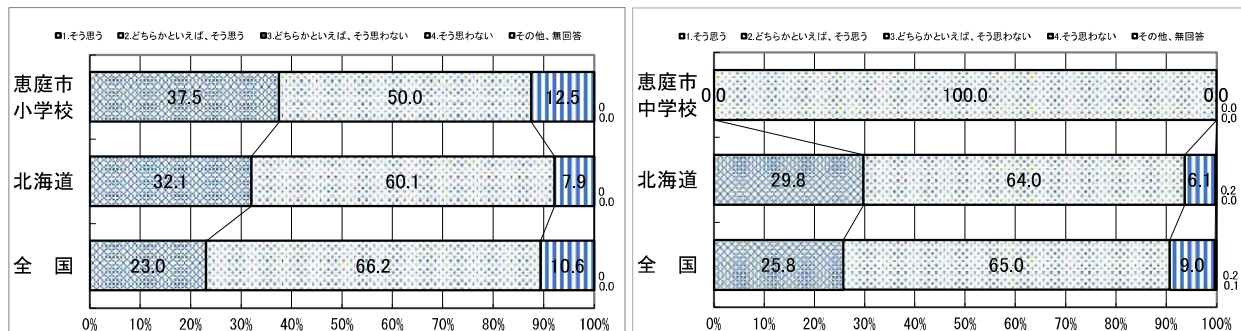 1.そう思う 2.どちらかといえば、そう思う 3.どちらかといえば、そう思わない 4.そう思わない その他、無回答
恵庭市
小学校
37.5 50.0 12.5 0.0
0.0
北海道 32.1 60.1 7.9 0.0
0.0
全 国 23.0 66.2 10.6 0.0
0.0
0% 10% 20% 30% 40% 50% 60% 70% 80% 90% 100%
1.そう思う 2.どちらかといえば、そう思う 3.どちらかといえば、そう思わない 4.そう思わない その他、無回答
恵庭市
中学校
0.0 100.0 0.0 0.0
0.0
北海道 29.8 64.0 6.1 0.2
0.0
全 国 25.8 65.0 9.0 0.2
0.1
0% 10% 20% 30% 40% 50% 60% 70% 80% 90% 100%